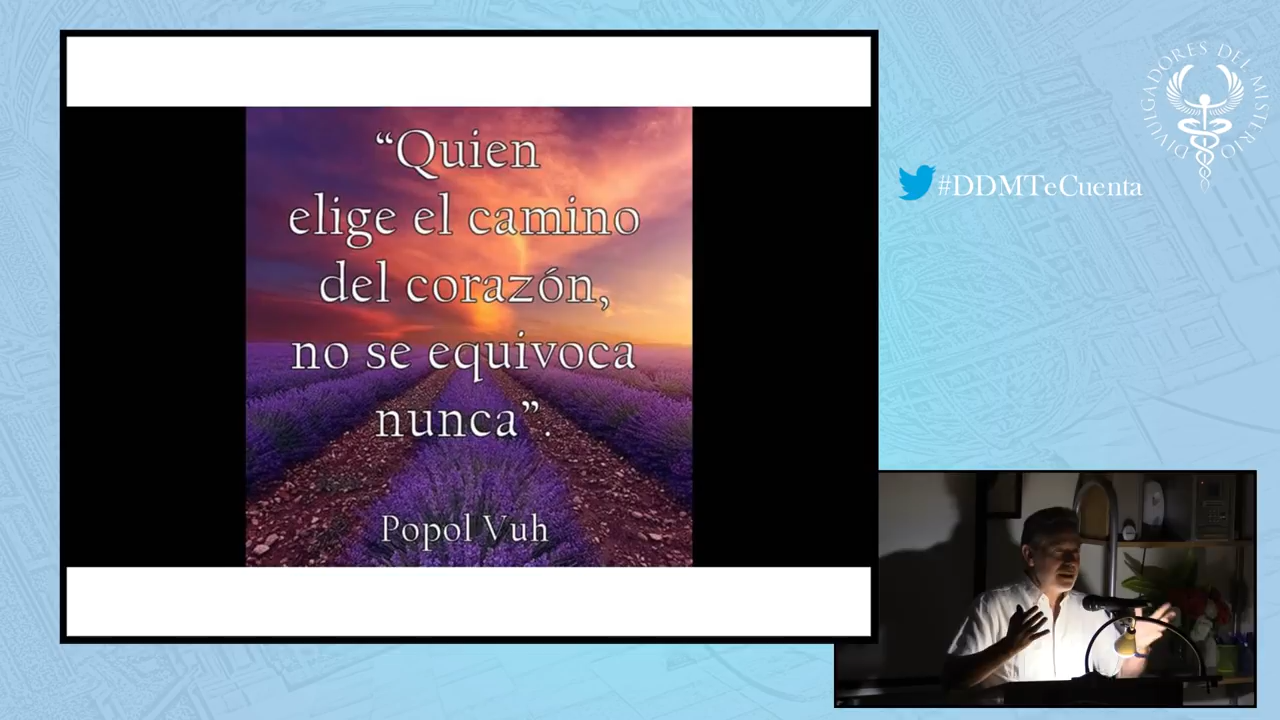 “Quien
elige el camino
del corazón,
no se equivoca
nunca”.
Popol Vuh
#DDMTeCuenta
DIVULGADORES DEL MISTERIO